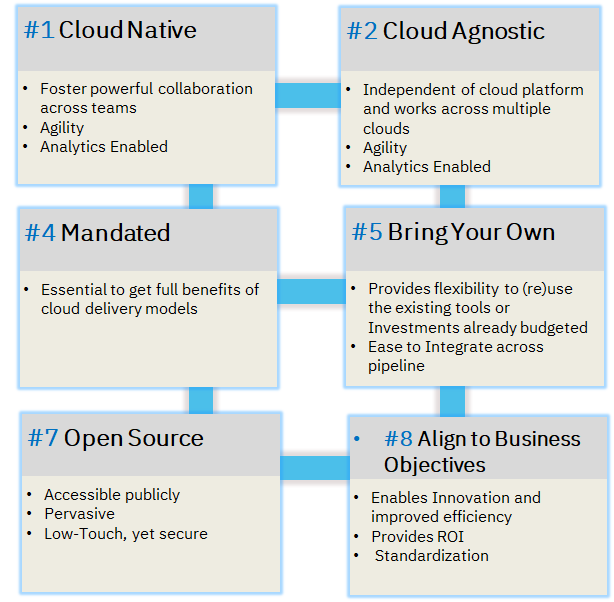 #1 Cloud Native
• Foster powerful collaboration
across teams
• Agility
• Analytics Enabled
#2 Cloud Agnostic
• Independent of cloud platform
and works across multiple
clouds
• Agility
• Analytics Enabled
#4 Mandated
• Essential to get full benefits of
cloud delivery models
#5 Bring Your Own
• Provides flexibility to (re)use
the existing tools or
Investments already budgeted
• Ease to Integrate across
pipeline
#7 Open Source
• Accessible publicly
• Pervasive
• Low-Touch, yet secure
• #8 Align to Business
Objectives
• Enables Innovation and
improved efficiency
• Provides ROI
• Standardization